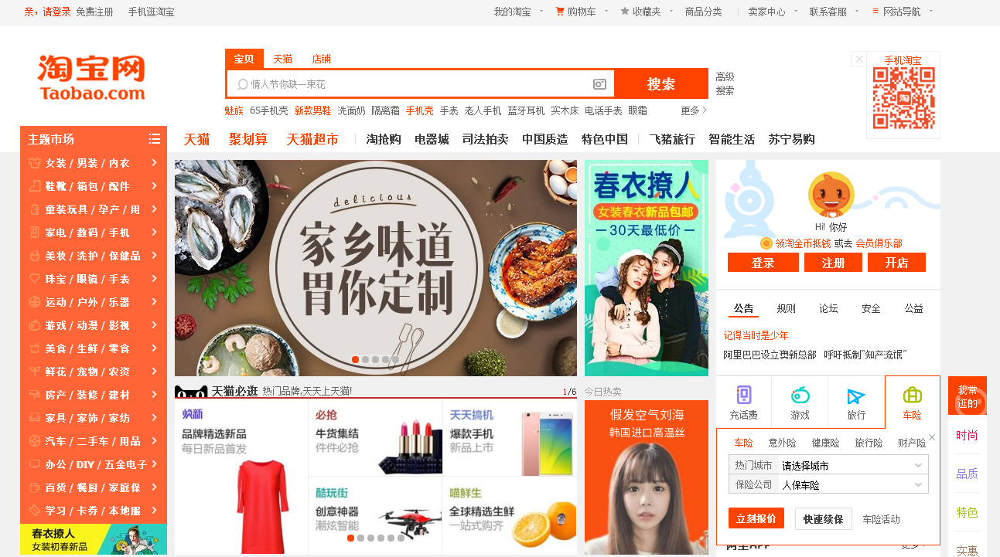 亲，请登录 免费注册 手机逛淘宝
我的淘宝 购物车 收藏夹 商品分类 卖家中心 联系客服 网站导航
淘宝网
Taobao.com
宝贝 天猫 店铺
情人节你缺一束花
搜索
高级
搜索
手机淘宝
魅族 6S手机壳 新款男鞋 洗面奶 隔离霜 手机壳 手表 老人手机 蓝牙耳机 实木床 电话手表 眼霜 更多
主题市场
天猫 聚划算 天猫超市 淘抢购 电器城 司法拍卖 中国质造 特色中国 飞猪旅行 智能生活 苏宁易购
女装 / 男装 / 内衣
鞋靴 / 箱包 / 配件
童装玩具 / 孕产 / 用
家电 / 数码 / 手机
美妆 / 洗护 / 保健品
珠宝 / 眼镜 / 手表
运动 / 户外 / 乐器
游戏 / 动漫 / 影视
美食 / 生鲜 / 零食
鲜花 / 宠物 / 农资
房产 / 装修 / 建材
家具 / 家饰 / 家纺
汽车 / 二手车 / 用品
办公 / DIY / 五金电子
百货 / 餐厨 / 家庭保
学习 / 卡券 / 本地服
春衣撩人
女装初春新品
delicious
家乡味道
胃你定制
春衣撩人
女装春衣新品包邮
30天最低价
Hi! 你好
领淘金币抵钱 或去 会员俱乐部
登录 注册 开店
公告 规则 论坛 安全 公益
记得当时是少年
阿里巴巴设立澳新总部 呼吁抵制“知产流氓”
天猫必逛 热门品牌,天天上天猫! 1/6
焕新
品牌精选新品
每日新品首发
必抢
牛货集结
件件必抢
天天搞机
爆款手机
新品上市
酷玩街
创意神器
潮炫智能
喵鲜生
全球精选生鲜
一站式购齐
今日热卖
假发空气刘海
韩国进口高温丝
充话费 游戏 旅行 车险
车险 意外险 健康险 旅行险 财产险
热门城市 请选择城市
保险公司 人保车险
立刻报价 快速续保 车险活动
阿里APP 更多
我常
逛的
时尚
品质
特色
实惠